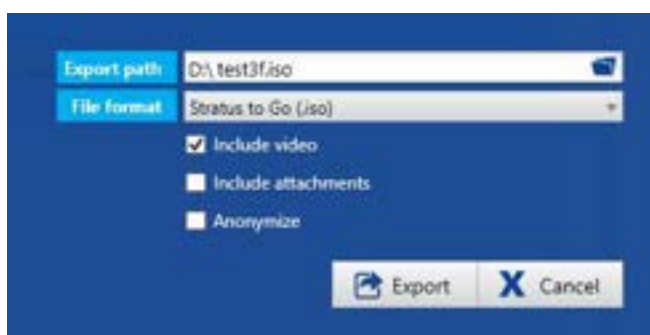 Export path D:\ test3f.iso
File format Stratus to Go (.iso)
Include video
Include attachments
Anonymize
Export X Cancel